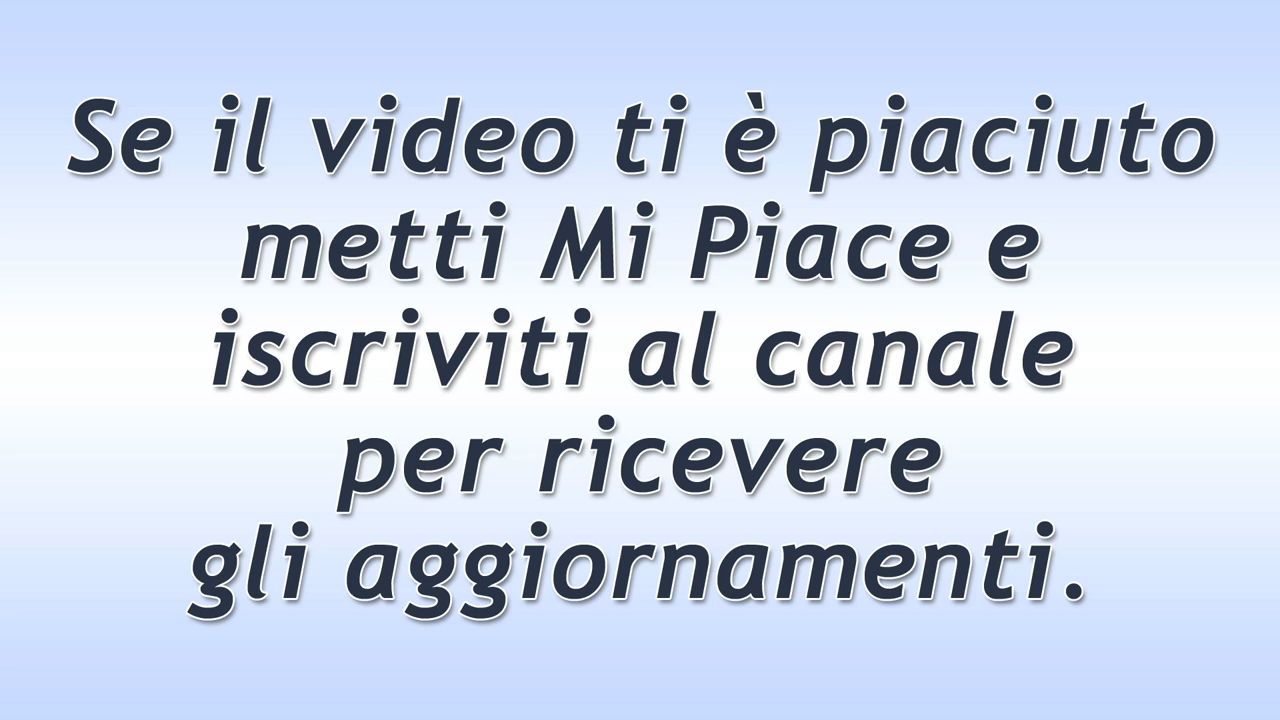 Se il video ti è piaciuto
metti Mi Piace e
iscriviti al canale
per ricevere
gli aggiornamenti.